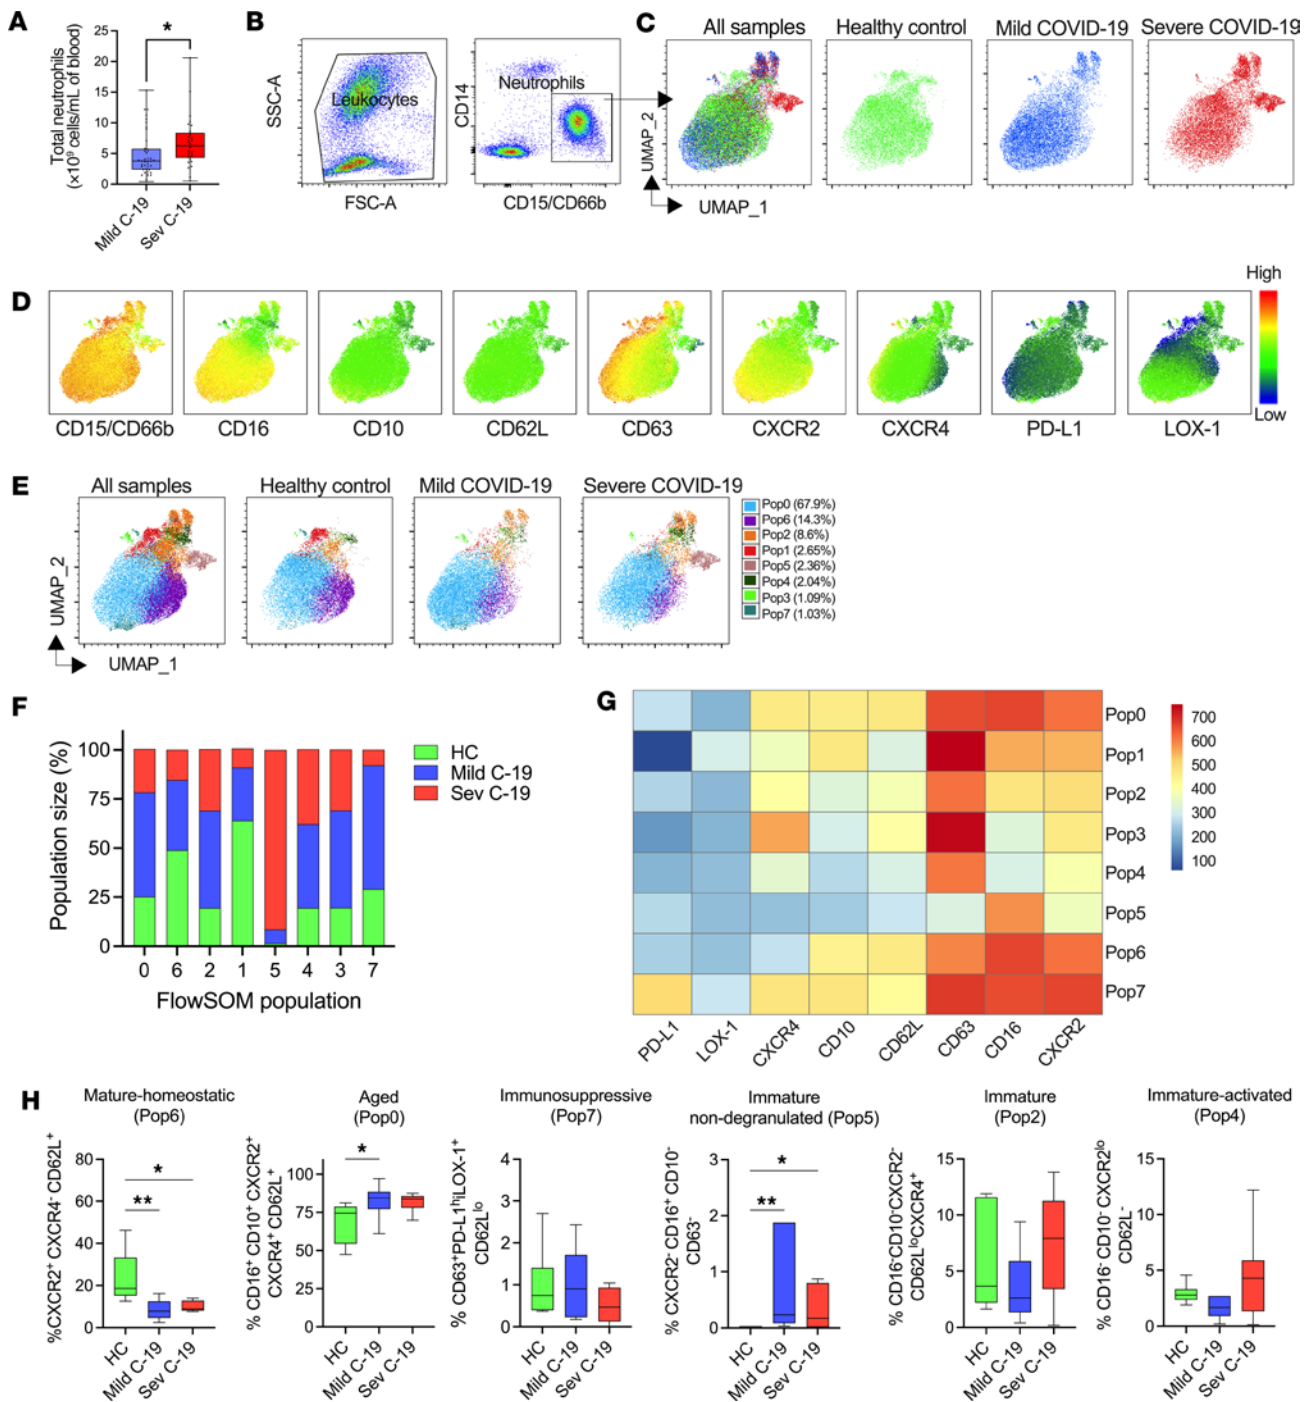 A
Total neutrophils
(×10⁹ cells/mL of blood)
25
20
15
10
5
0
*
Mild C-19
Sev C-19
B
SSC-A
Leukocytes
FSC-A
CD14
Neutrophils
CD15/CD66b
C
All samples
Healthy control
Mild COVID-19
Severe COVID-19
UMAP_2
UMAP_1
D
CD15/CD66b
CD16
CD10
CD62L
CD63
CXCR2
CXCR4
PD-L1
LOX-1
High
Low
E
All samples
Healthy control
Mild COVID-19
Severe COVID-19
UMAP_2
UMAP_1
Pop0 (67.9%)
Pop6 (14.3%)
Pop2 (8.6%)
Pop1 (2.65%)
Pop5 (2.36%)
Pop4 (2.04%)
Pop3 (1.09%)
Pop7 (1.03%)
F
Population size (%)
100
75
50
25
0
0 6 2 1 5 4 3 7
FlowSOM population
HC
Mild C-19
Sev C-19
G
Pop0
Pop1
Pop2
Pop3
Pop4
Pop5
Pop6
Pop7
PD-L1
LOX-1
CXCR4
CD10
CD62L
CD63
CD16
CXCR2
700
600
500
400
300
200
100
H
Mature-homeostatic
(Pop6)
%CXCR2⁺ CXCR4⁻ CD62L⁺
80
60
40
20
0
*
**
HC
Mild C-19
Sev C-19
Aged
(Pop0)
% CD16⁺ CD10⁺ CXCR2⁺
CXCR4⁺ CD62L⁺
100
75
50
25
0
*
HC
Mild C-19
Sev C-19
Immunosuppressive
(Pop7)
% CD63⁺PD-L1ʰⁱLOX-1⁺
CD62Lˡᵒ
4
3
2
1
0
HC
Mild C-19
Sev C-19
Immature
non-degranulated (Pop5)
% CXCR2⁻ CD16⁺ CD10⁻
CD63⁻
3
2
1
0
*
**
HC
Mild C-19
Sev C-19
Immature
(Pop2)
% CD16⁻CD10⁻CXCR2⁻
CD62LˡᵒCXCR4⁺
15
10
5
0
HC
Mild C-19
Sev C-19
Immature-activated
(Pop4)
% CD16⁻ CD10⁻ CXCR2ˡᵒ
CD62L⁻
15
10
5
0
HC
Mild C-19
Sev C-19